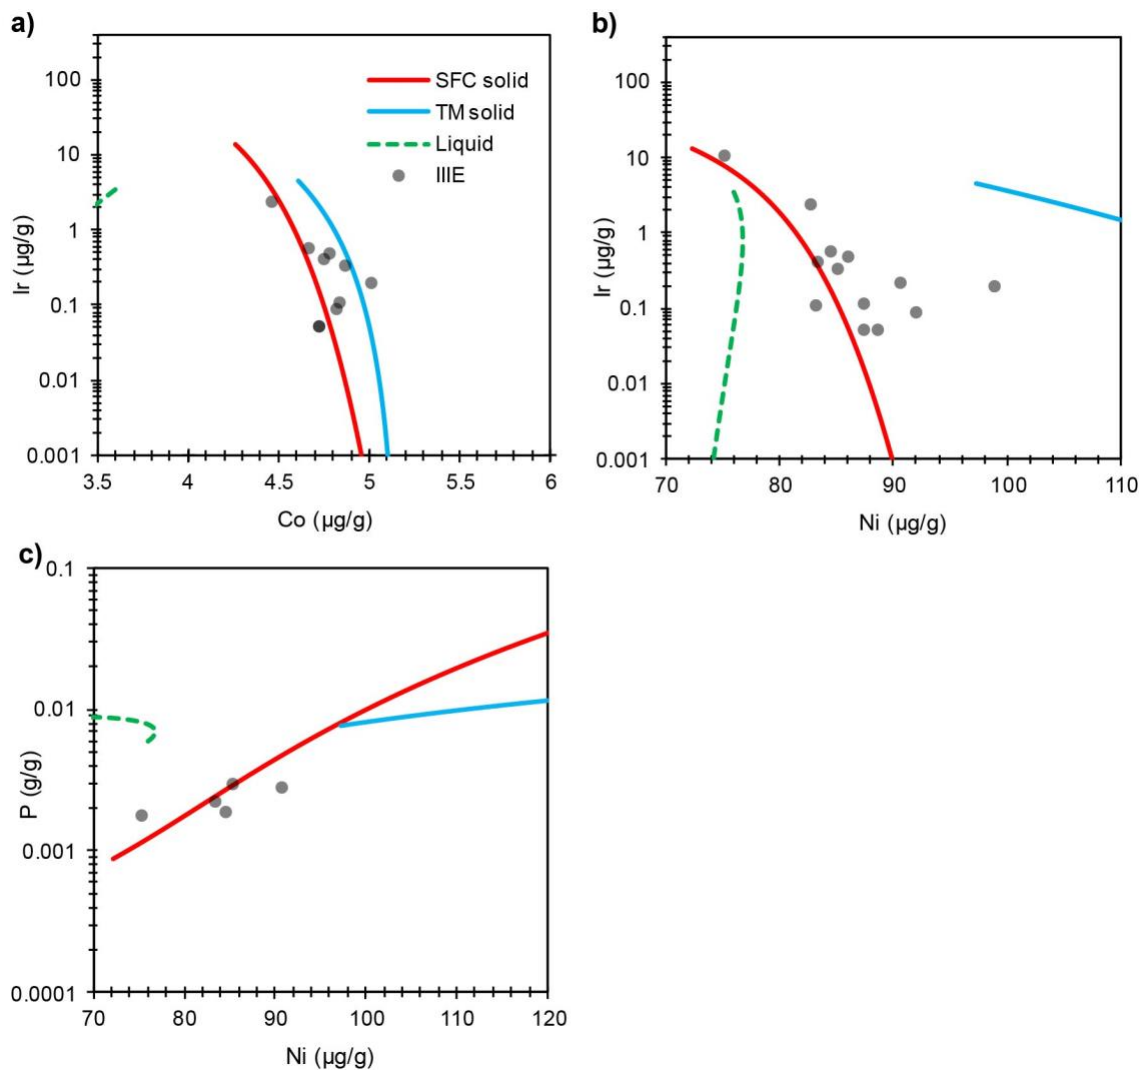 a)
100
10
1
0.1
0.01
0.001
Ir (µg/g)
3.5 4 4.5 5 5.5 6
Co (µg/g)
SFC solid
TM solid
Liquid
IIIE
b)
100
10
1
0.1
0.01
0.001
Ir (µg/g)
70 80 90 100 110
Ni (µg/g)
c)
0.1
0.01
0.001
0.0001
P (g/g)
70 80 90 100 110 120
Ni (µg/g)